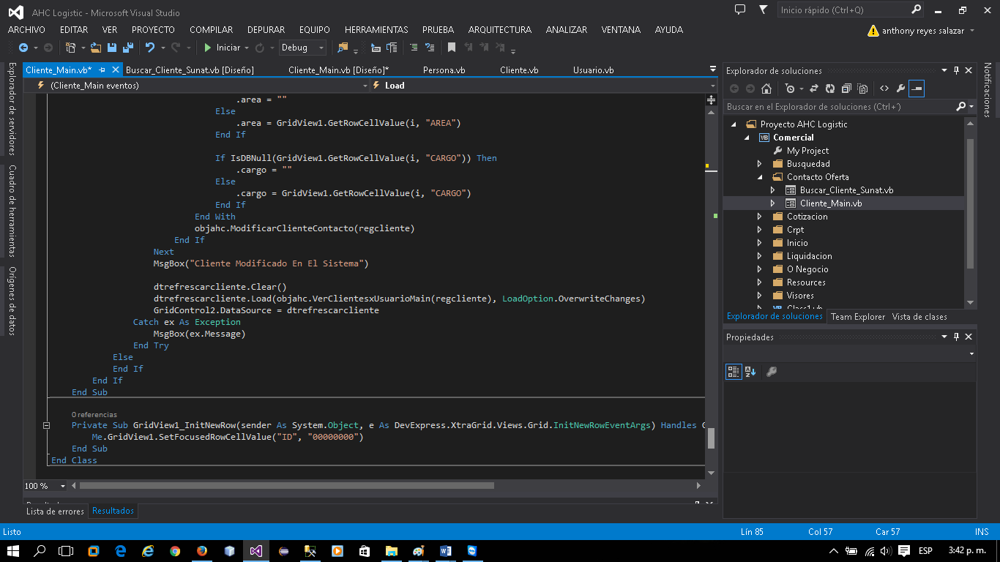 AHC Logistic - Microsoft Visual Studio
Inicio rápido (Ctrl+Q)
ARCHIVO EDITAR VER PROYECTO COMPILAR DEPURAR EQUIPO HERRAMIENTAS PRUEBA ARQUITECTURA ANALIZAR VENTANA AYUDA
anthony reyes salazar
Iniciar Debug
Explorador de servidores
Cuadro de herramientas
Orígenes de datos
Cliente_Main.vb* Buscar_Cliente_Sunat.vb [Diseño] Cliente_Main.vb [Diseño]* Persona.vb Cliente.vb Usuario.vb
(Cliente_Main eventos) Load
.area = ""
Else
.area = GridView1.GetRowCellValue(i, "AREA")
End If
If IsDBNull(GridView1.GetRowCellValue(i, "CARGO")) Then
.cargo = ""
Else
.cargo = GridView1.GetRowCellValue(i, "CARGO")
End If
End With
objahc.ModificarClienteContacto(regcliente)
End If
Next
MsgBox("Cliente Modificado En El Sistema")
dtrefrescarcliente.Clear()
dtrefrescarcliente.Load(objahc.VerClientesxUsuarioMain(regcliente), LoadOption.OverwriteChanges)
GridControl2.DataSource = dtrefrescarcliente
Catch ex As Exception
MsgBox(ex.Message)
End Try
Else
End If
End If
End Sub
0 referencias
Private Sub GridView1_InitNewRow(sender As System.Object, e As DevExpress.XtraGrid.Views.Grid.InitNewRowEventArgs) Handles
Me.GridView1.SetFocusedRowCellValue("ID", "00000000")
End Sub
End Class
100 %
Lista de errores Resultados
Explorador de soluciones
Buscar en el Explorador de soluciones (Ctrl+´)
Proyecto AHC Logistic
Comercial
My Project
Busquedad
Contacto Oferta
Buscar_Cliente_Sunat.vb
Cliente_Main.vb
Cotizacion
Crpt
Inicio
Liquidacion
O Negocio
Resources
Visores
Class1.vb
Explorador de soluciones Team Explorer Vista de clases
Propiedades
Notificaciones
Listo Lín 85 Col 57 Car 57 INS
ESP 3:42 p. m.